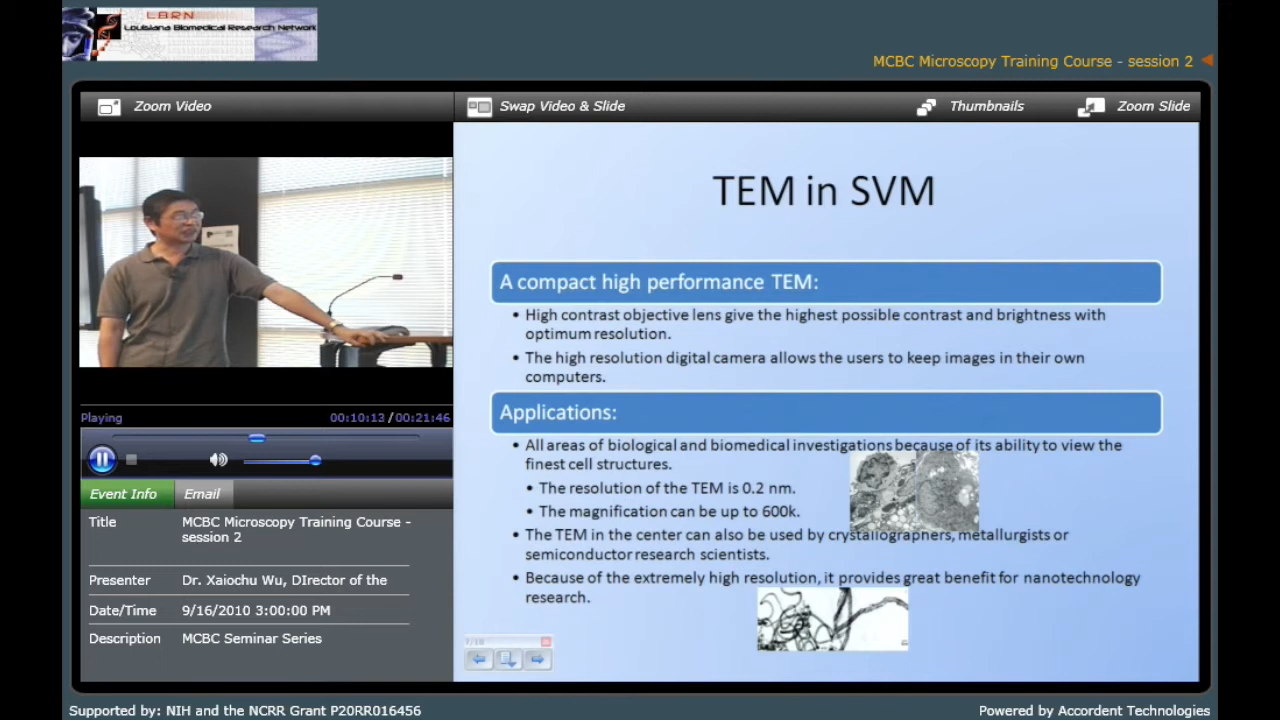 LBRN
Louisiana Biomedical Research Network
MCBC Microscopy Training Course - session 2
Zoom Video
Swap Video & Slide
Thumbnails
Zoom Slide
Playing
00:10:13 / 00:21:46
Event Info
Email
Title
MCBC Microscopy Training Course -
session 2
Presenter
Dr. Xaiochu Wu, DIrector of the
Date/Time
9/16/2010 3:00:00 PM
Description
MCBC Seminar Series
TEM in SVM
A compact high performance TEM:
• High contrast objective lens give the highest possible contrast and brightness with
optimum resolution.
• The high resolution digital camera allows the users to keep images in their own
computers.
Applications:
• All areas of biological and biomedical investigations because of its ability to view the
finest cell structures.
• The resolution of the TEM is 0.2 nm.
• The magnification can be up to 600k.
• The TEM in the center can also be used by crystallographers, metallurgists or
semiconductor research scientists.
• Because of the extremely high resolution, it provides great benefit for nanotechnology
research.
7/18
Supported by: NIH and the NCRR Grant P20RR016456
Powered by Accordent Technologies